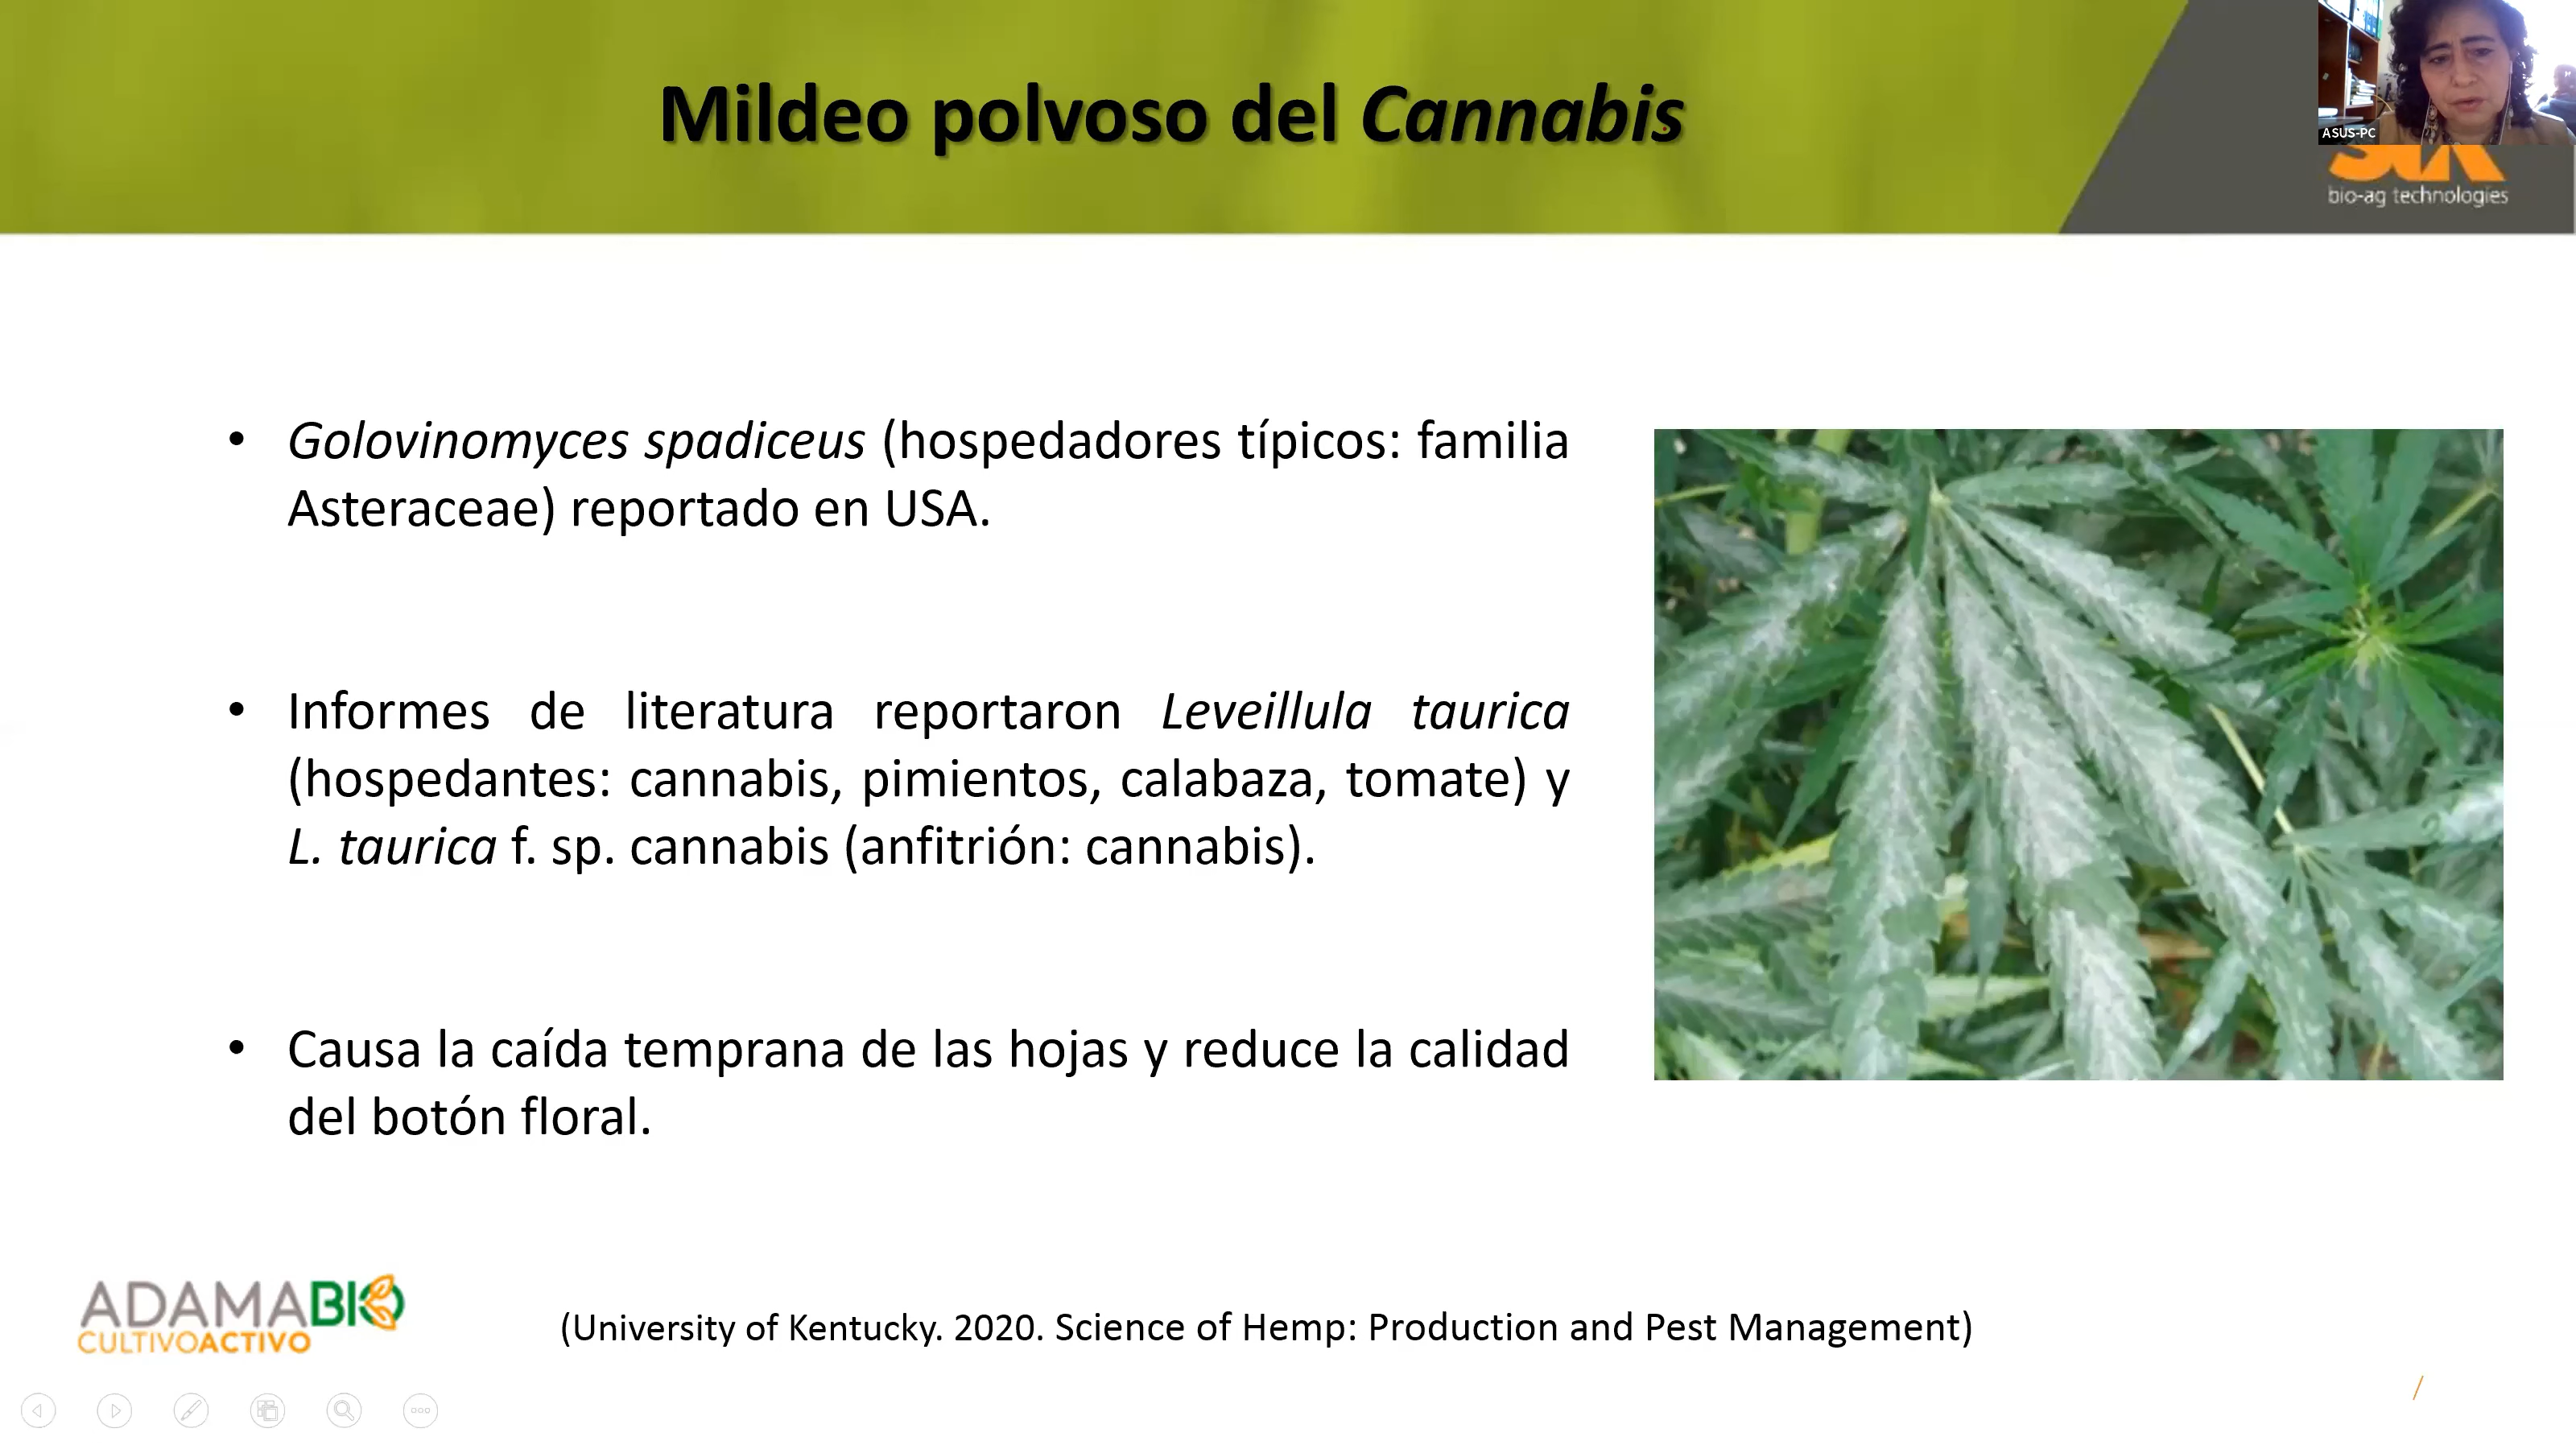 Mildeo polvoso del Cannabis
ASUS-PC
bio-ag technologies
• Golovinomyces spadiceus (hospedadores típicos: familia
Asteraceae) reportado en USA.
• Informes de literatura reportaron Leveillula taurica
(hospedantes: cannabis, pimientos, calabaza, tomate) y
L. taurica f. sp. cannabis (anfitrión: cannabis).
• Causa la caída temprana de las hojas y reduce la calidad
del botón floral.
ADAMABIO
CULTIVOACTIVO
(University of Kentucky. 2020. Science of Hemp: Production and Pest Management)
/